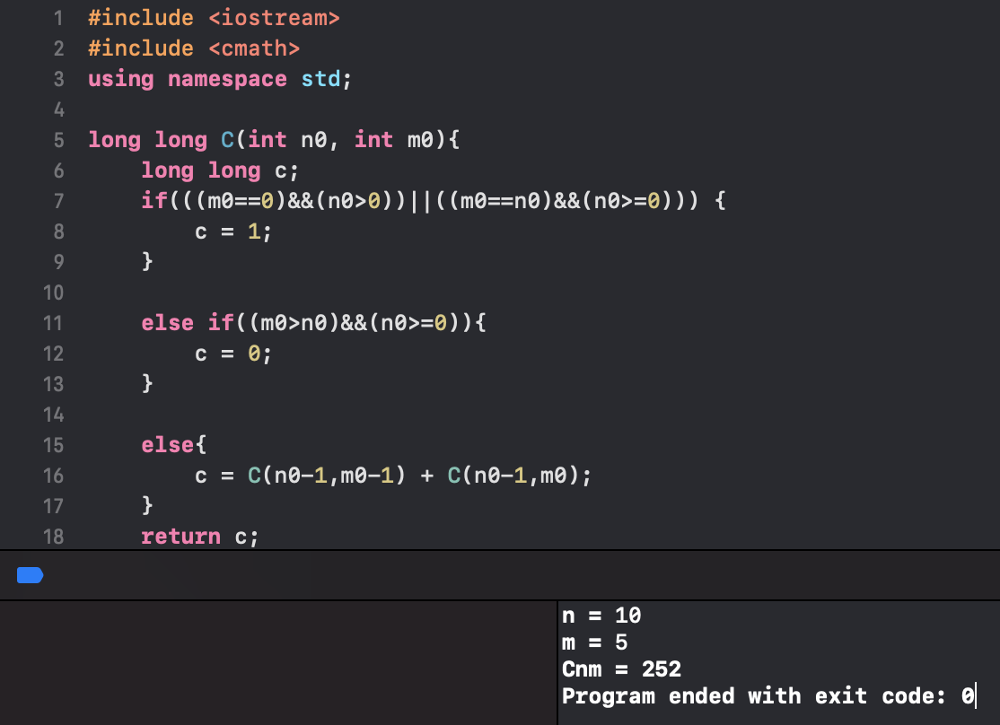 1 #include <iostream>
2 #include <cmath>
3 using namespace std;
4
5 long long C(int n0, int m0){
6     long long c;
7     if(((m0==0)&&(n0>0))||((m0==n0)&&(n0>=0))) {
8         c = 1;
9     }
10
11     else if((m0>n0)&&(n0>=0)){
12         c = 0;
13     }
14
15     else{
16         c = C(n0-1,m0-1) + C(n0-1,m0);
17     }
18     return c;
n = 10
m = 5
Cnm = 252
Program ended with exit code: 0